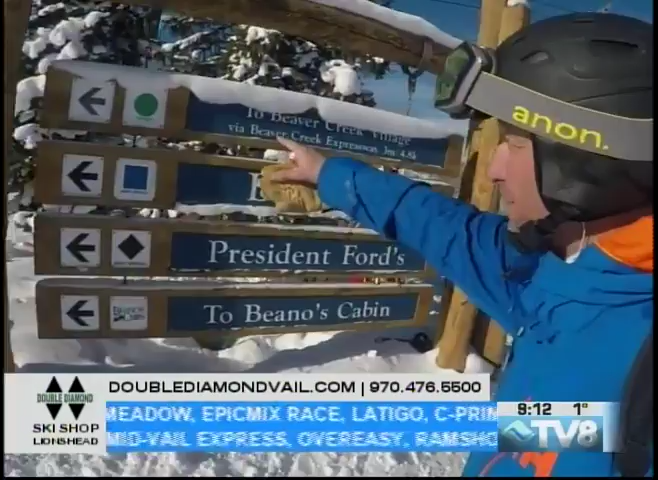 To Beaver Creek Village
via Beaver Creek Express
President Ford's
To Beano's Cabin
anon.
DOUBLE DIAMOND
SKI SHOP
LIONSHEAD
DOUBLEDIAMONDVAIL.COM | 970.476.5500
MEADOW, EPICMIX RACE, LATIGO, C-PRIM
MID-VAIL EXPRESS, OVEREASY, RAMSHO
9:12 1°
TV8